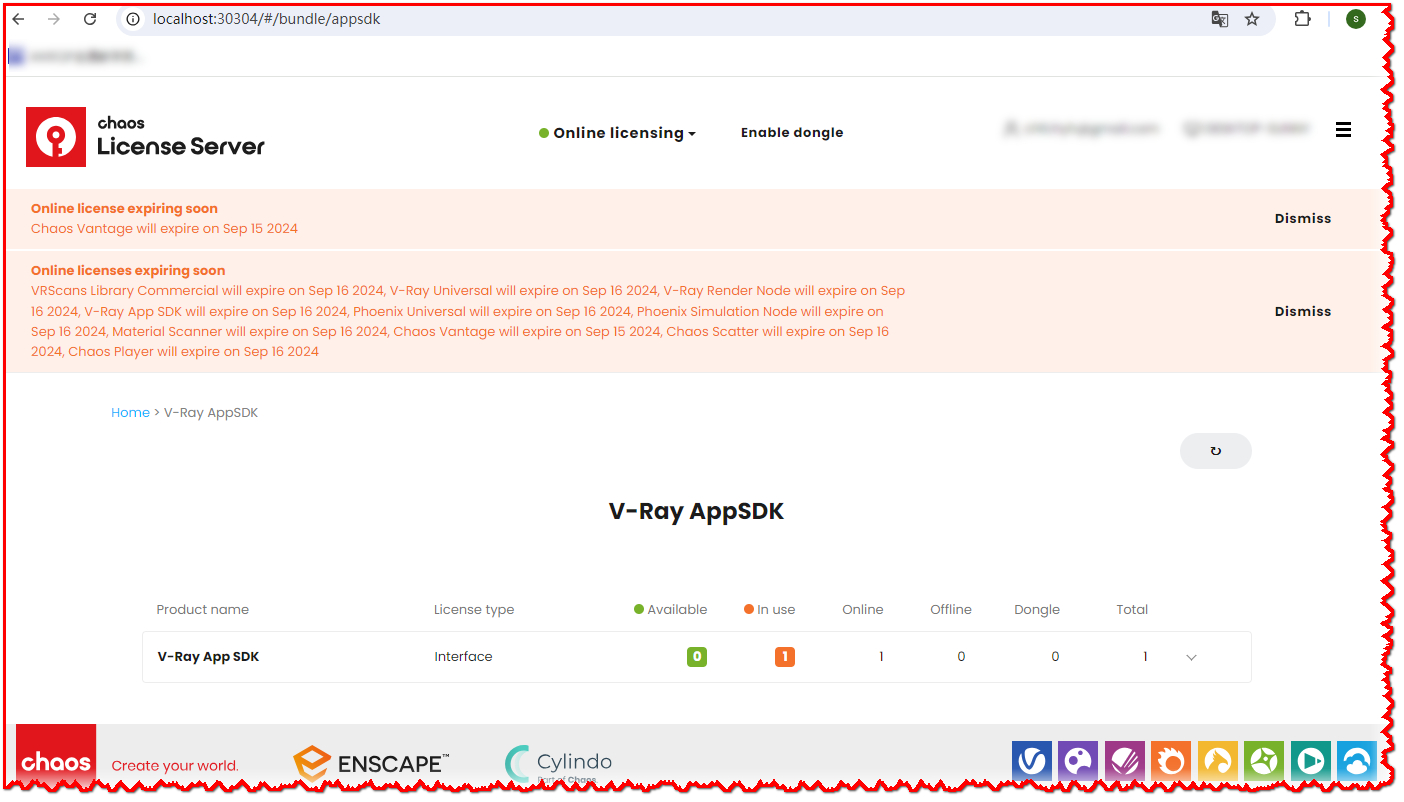 localhost:30304/#/bundle/appsdk
S
chaos
License Server
Online licensing
Enable dongle
Online license expiring soon
Chaos Vantage will expire on Sep 15 2024
Dismiss
Online licenses expiring soon
VRScans Library Commercial will expire on Sep 16 2024, V-Ray Universal will expire on Sep 16 2024, V-Ray Render Node will expire on Sep
16 2024, V-Ray App SDK will expire on Sep 16 2024, Phoenix Universal will expire on Sep 16 2024, Phoenix Simulation Node will expire on
Sep 16 2024, Material Scanner will expire on Sep 16 2024, Chaos Vantage will expire on Sep 15 2024, Chaos Scatter will expire on Sep 16
2024, Chaos Player will expire on Sep 16 2024
Dismiss
Home > V-Ray AppSDK
V-Ray AppSDK
Product name License type Available In use Online Offline Dongle Total
V-Ray App SDK Interface 0 1 1 0 0 1
chaos
Create your world.
ENSCAPE™
Cylindo
Part of Chaos